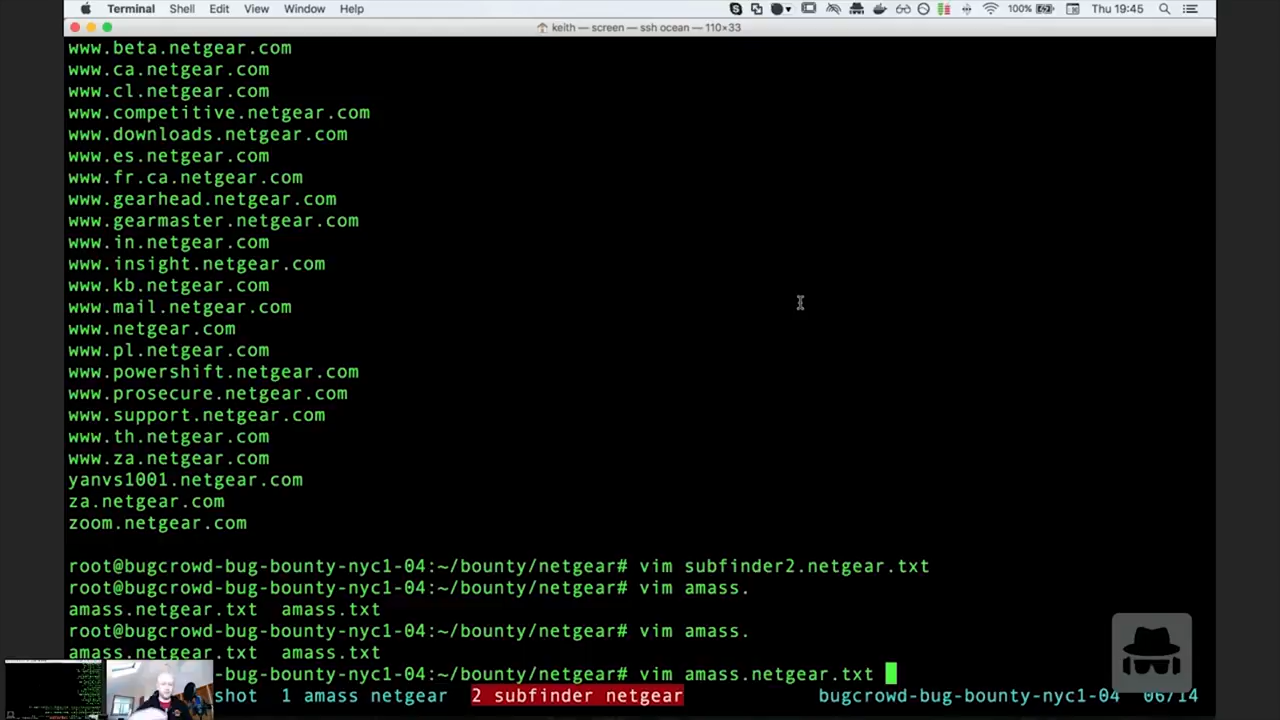 Terminal Shell Edit View Window Help 100% Thu 19:45
keith — screen — ssh ocean — 110×33
www.beta.netgear.com
www.ca.netgear.com
www.cl.netgear.com
www.competitive.netgear.com
www.downloads.netgear.com
www.es.netgear.com
www.fr.ca.netgear.com
www.gearhead.netgear.com
www.gearmaster.netgear.com
www.in.netgear.com
www.insight.netgear.com
www.kb.netgear.com
www.mail.netgear.com
www.netgear.com
www.pl.netgear.com
www.powershift.netgear.com
www.prosecure.netgear.com
www.support.netgear.com
www.th.netgear.com
www.za.netgear.com
yanvs1001.netgear.com
za.netgear.com
zoom.netgear.com
root@bugcrowd-bug-bounty-nyc1-04:~/bounty/netgear# vim subfinder2.netgear.txt
root@bugcrowd-bug-bounty-nyc1-04:~/bounty/netgear# vim amass.
amass.netgear.txt amass.txt
root@bugcrowd-bug-bounty-nyc1-04:~/bounty/netgear# vim amass.
amass.netgear.txt amass.txt
-bug-bounty-nyc1-04:~/bounty/netgear# vim amass.netgear.txt
shot 1 amass netgear 2 subfinder netgear bugcrowd-bug-bounty-nyc1-04 06/14